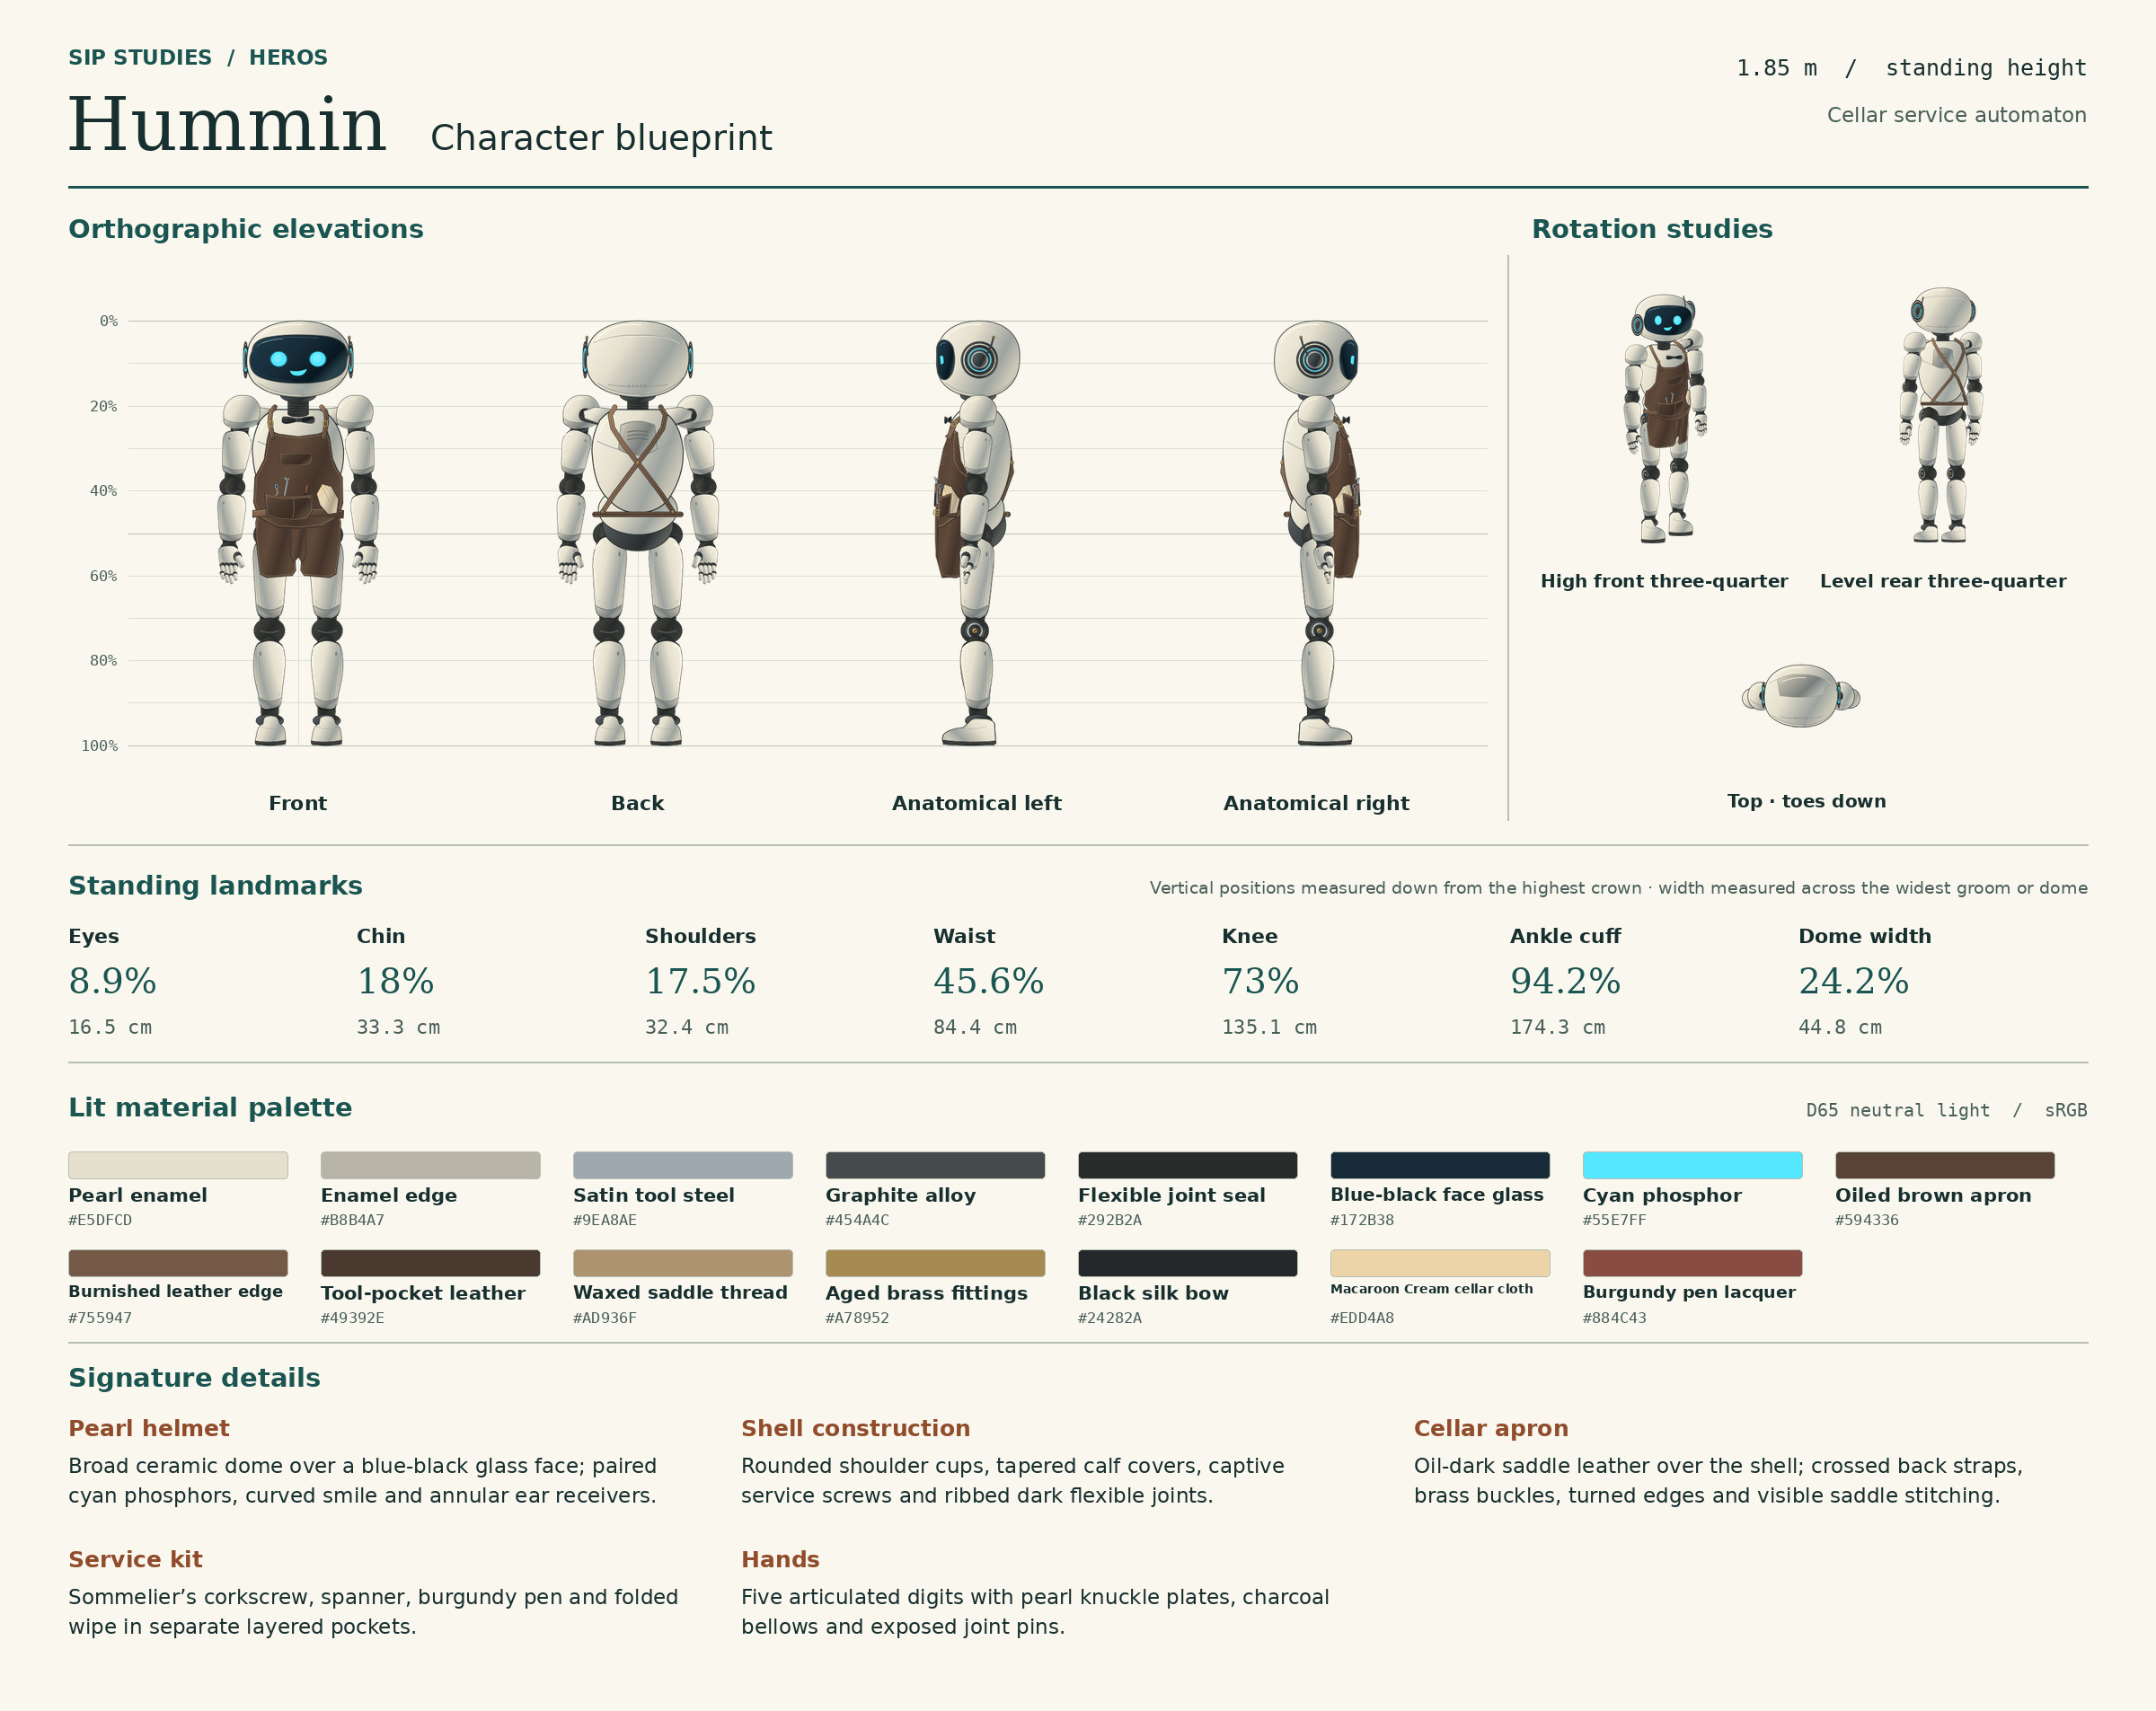 SIP STUDIES / HEROS
Hummin Character blueprint
1.85 m / standing height
Cellar service automaton
Orthographic elevations
Rotation studies
0%
20%
40%
60%
80%
100%
Front
Back
Anatomical left
Anatomical right
High front three-quarter
Level rear three-quarter
Top · toes down
Standing landmarks
Vertical positions measured down from the highest crown · width measured across the widest groom or dome
Eyes
8.9%
16.5 cm
Chin
18%
33.3 cm
Shoulders
17.5%
32.4 cm
Waist
45.6%
84.4 cm
Knee
73%
135.1 cm
Ankle cuff
94.2%
174.3 cm
Dome width
24.2%
44.8 cm
Lit material palette
D65 neutral light / sRGB
Pearl enamel
#E5DFCD
Enamel edge
#B8B4A7
Satin tool steel
#9EA8AE
Graphite alloy
#454A4C
Flexible joint seal
#292B2A
Blue-black face glass
#172B38
Cyan phosphor
#55E7FF
Oiled brown apron
#594336
Burnished leather edge
#755947
Tool-pocket leather
#49392E
Waxed saddle thread
#AD936F
Aged brass fittings
#A78952
Black silk bow
#24282A
Macaroon Cream cellar cloth
#EDD4A8
Burgundy pen lacquer
#884C43
Signature details
Pearl helmet
Broad ceramic dome over a blue-black glass face; paired
cyan phosphors, curved smile and annular ear receivers.
Shell construction
Rounded shoulder cups, tapered calf covers, captive
service screws and ribbed dark flexible joints.
Cellar apron
Oil-dark saddle leather over the shell; crossed back straps,
brass buckles, turned edges and visible saddle stitching.
Service kit
Sommelier’s corkscrew, spanner, burgundy pen and folded
wipe in separate layered pockets.
Hands
Five articulated digits with pearl knuckle plates, charcoal
bellows and exposed joint pins.